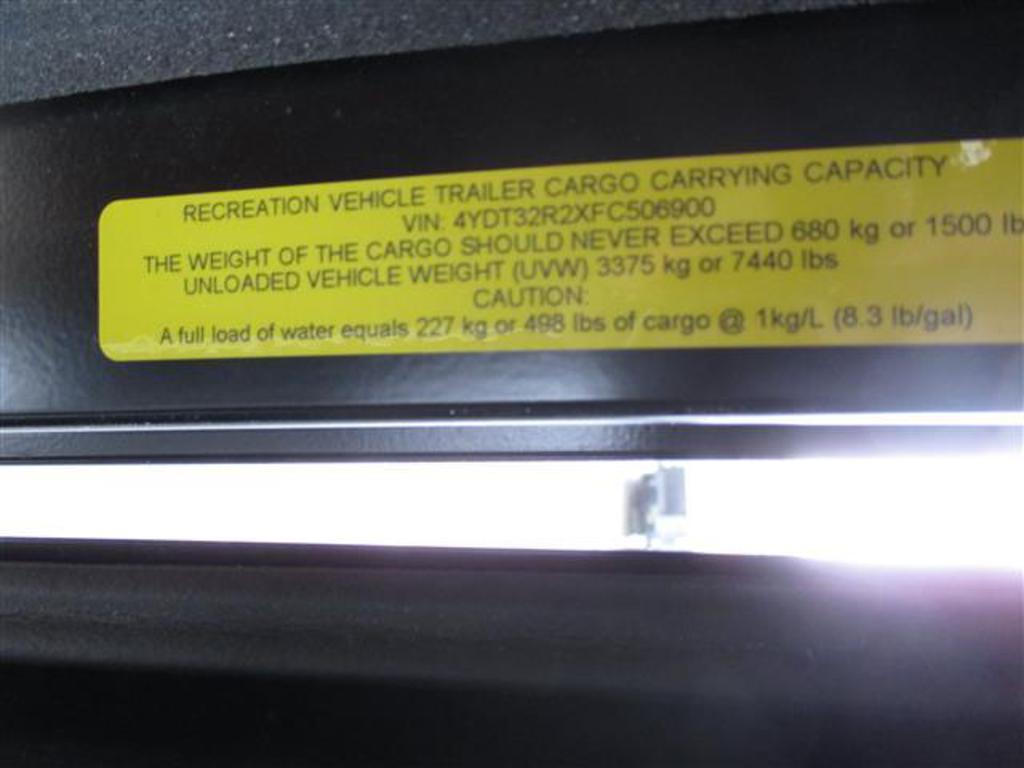 RECREATION VEHICLE TRAILER CARGO CARRYING CAPACITY
VIN: 4YDT32R2XFC506900
THE WEIGHT OF THE CARGO SHOULD NEVER EXCEED 680 kg or 1500 lb
UNLOADED VEHICLE WEIGHT (UVW) 3375 kg or 7440 lbs
CAUTION:
A full load of water equals 227 kg or 498 lbs of cargo @ 1kg/L (8.3 lb/gal)